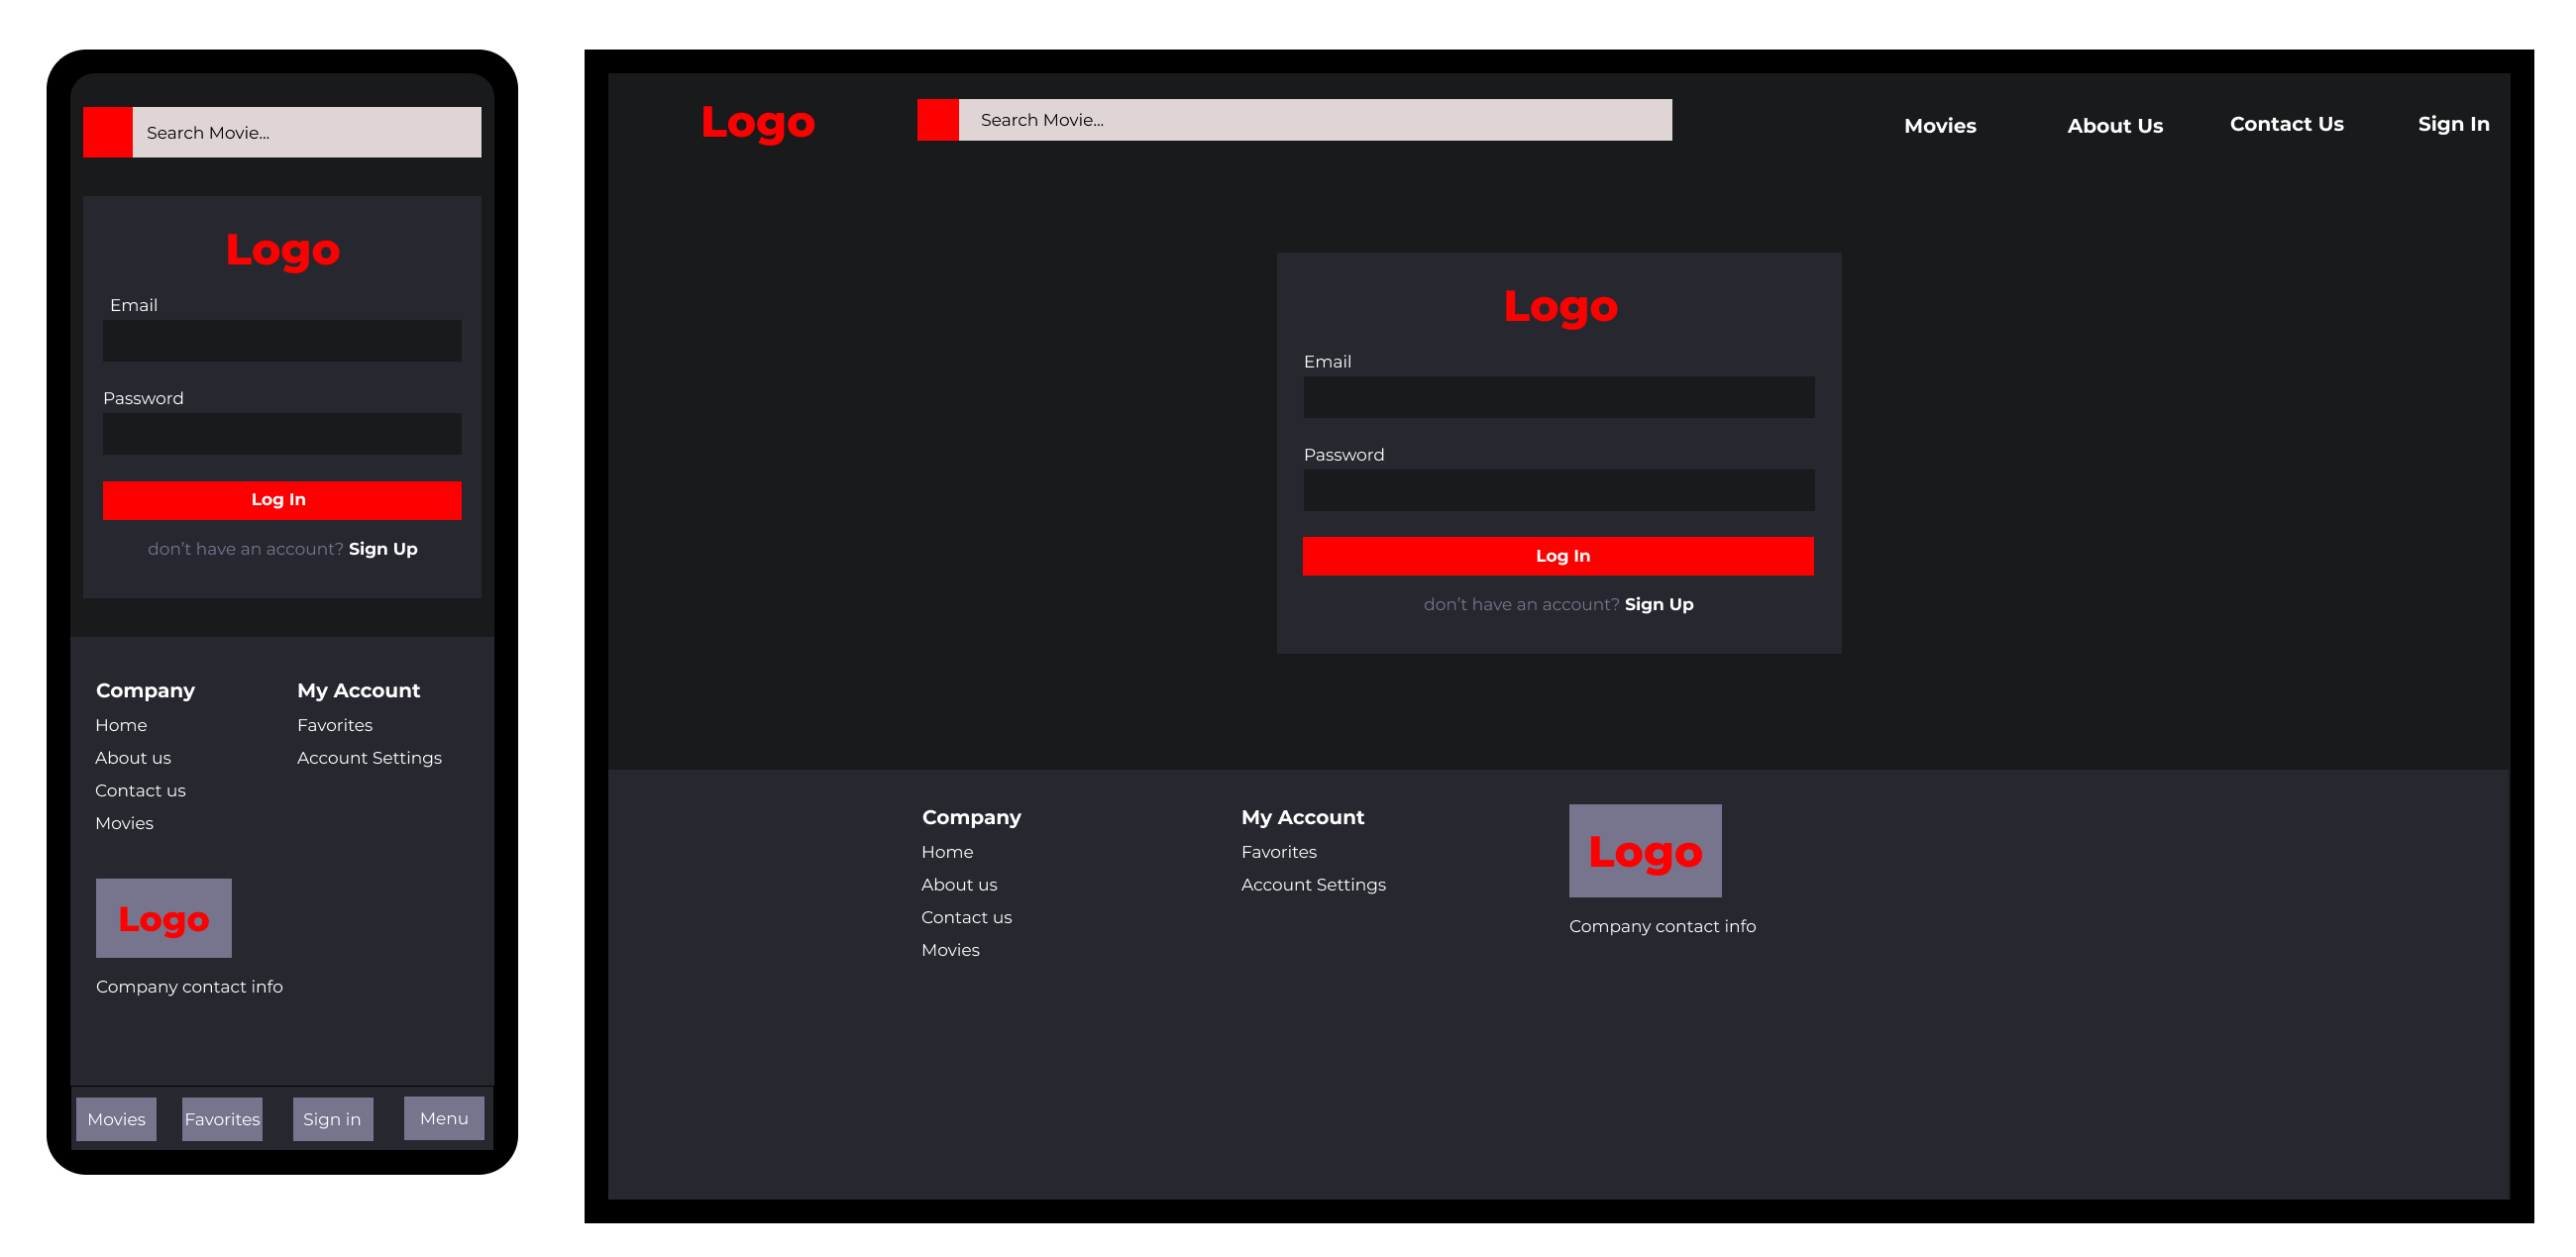 Search Movie...
Logo
Email
Password
Log In
don't have an account? Sign Up
Company
Home
About us
Contact us
Movies
My Account
Favorites
Account Settings
Logo
Company contact info
Movies
Favorites
Sign in
Menu
Logo
Search Movie...
Movies
About Us
Contact Us
Sign In
Logo
Email
Password
Log In
don't have an account? Sign Up
Company
Home
About us
Contact us
Movies
My Account
Favorites
Account Settings
Logo
Company contact info